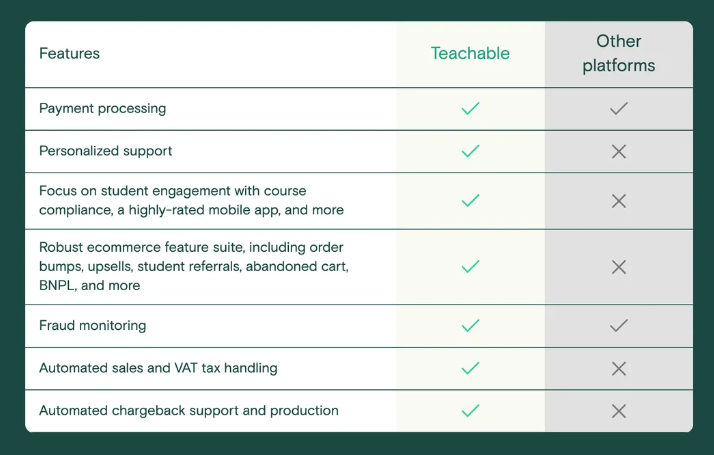 Features
Teachable
Other
platforms
Payment processing
Personalized support
Focus on student engagement with course
compliance, a highly-rated mobile app, and more
Robust ecommerce feature suite, including order
bumps, upsells, student referrals, abandoned cart,
BNPL, and more
Fraud monitoring
Automated sales and VAT tax handling
Automated chargeback support and production